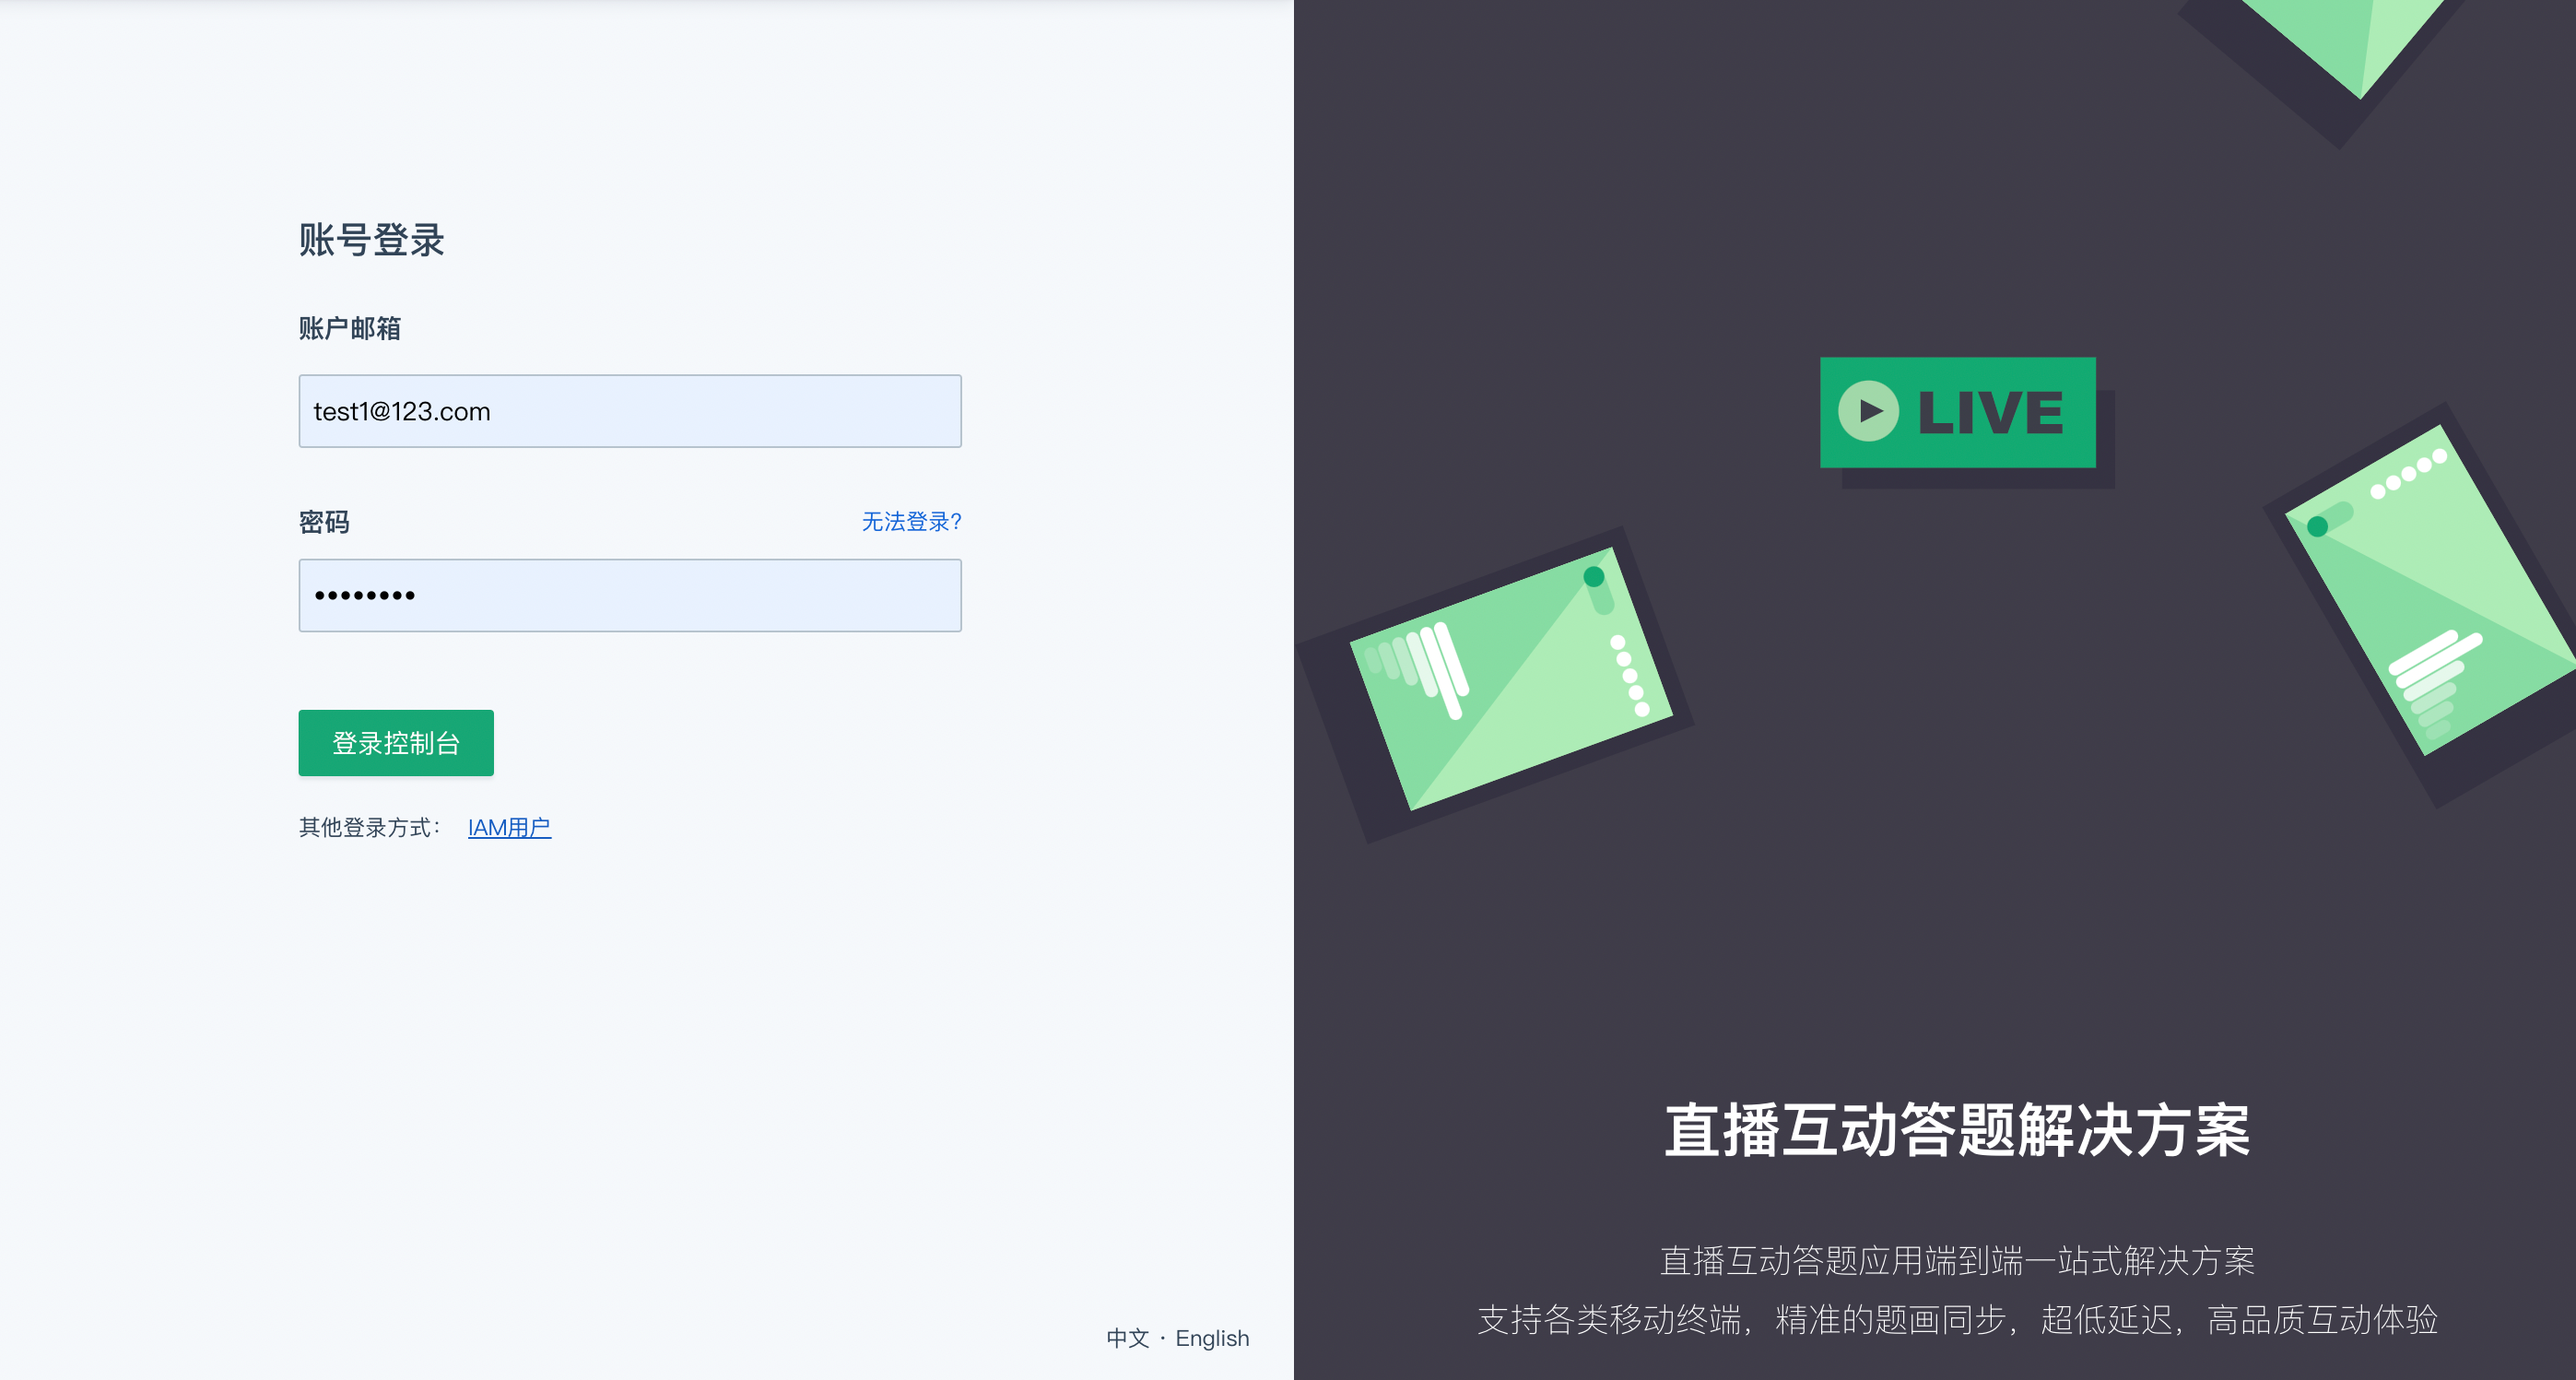 账号登录
账户邮箱
test1@123.com
密码
无法登录?
••••••••
登录控制台
其他登录方式： IAM用户
中文 · English
LIVE
直播互动答题解决方案
直播互动答题应用端到端一站式解决方案
支持各类移动终端，精准的题画同步，超低延迟，高品质互动体验